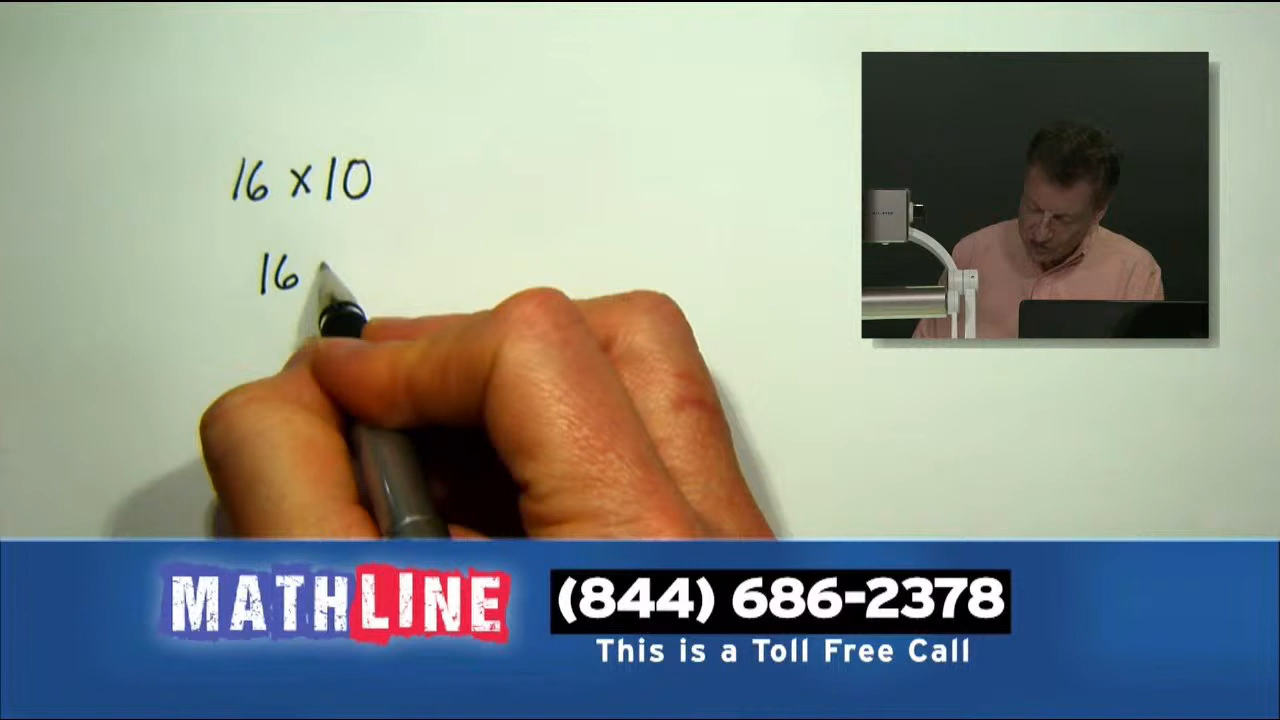 16 x 10
16
MATHLINE
(844) 686-2378
This is a Toll Free Call